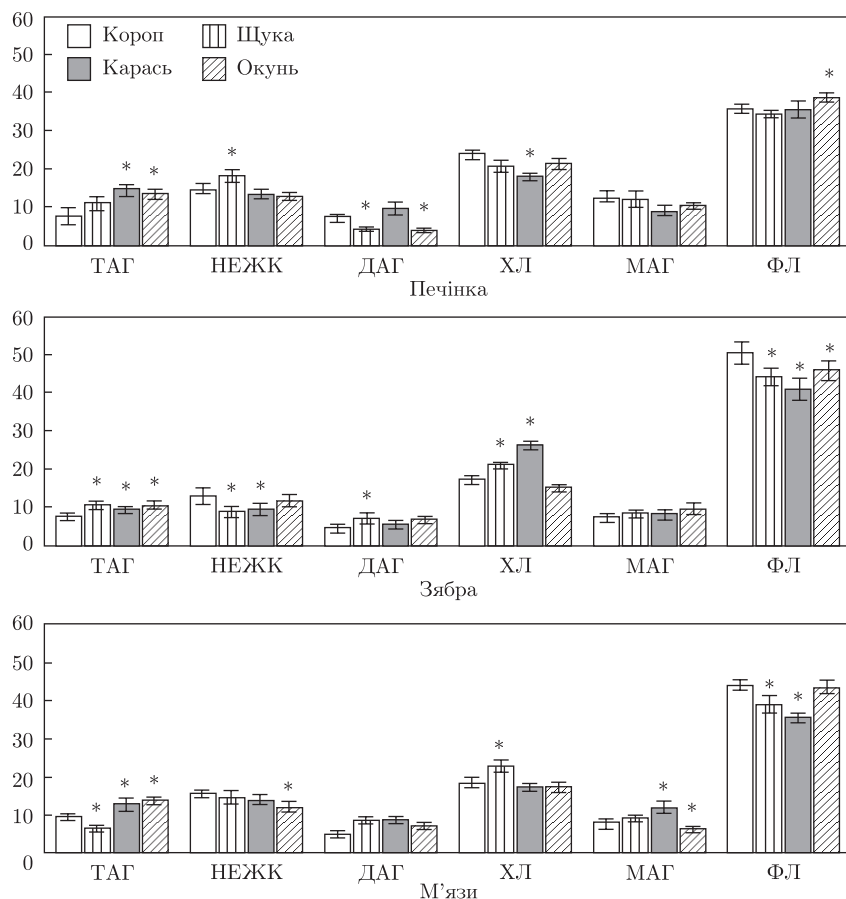 60
50
40
30
20
10
0
Короп Щука
Карась Окунь
* * * * * * * *
ТАГ НЕЖК ДАГ ХЛ МАГ ФЛ
Печінка
60
50
40
30
20
10
0
* * * * * * * * * * *
ТАГ НЕЖК ДАГ ХЛ МАГ ФЛ
Зябра
60
50
40
30
20
10
0
* * * * * * * * *
ТАГ НЕЖК ДАГ ХЛ МАГ ФЛ
М'язи